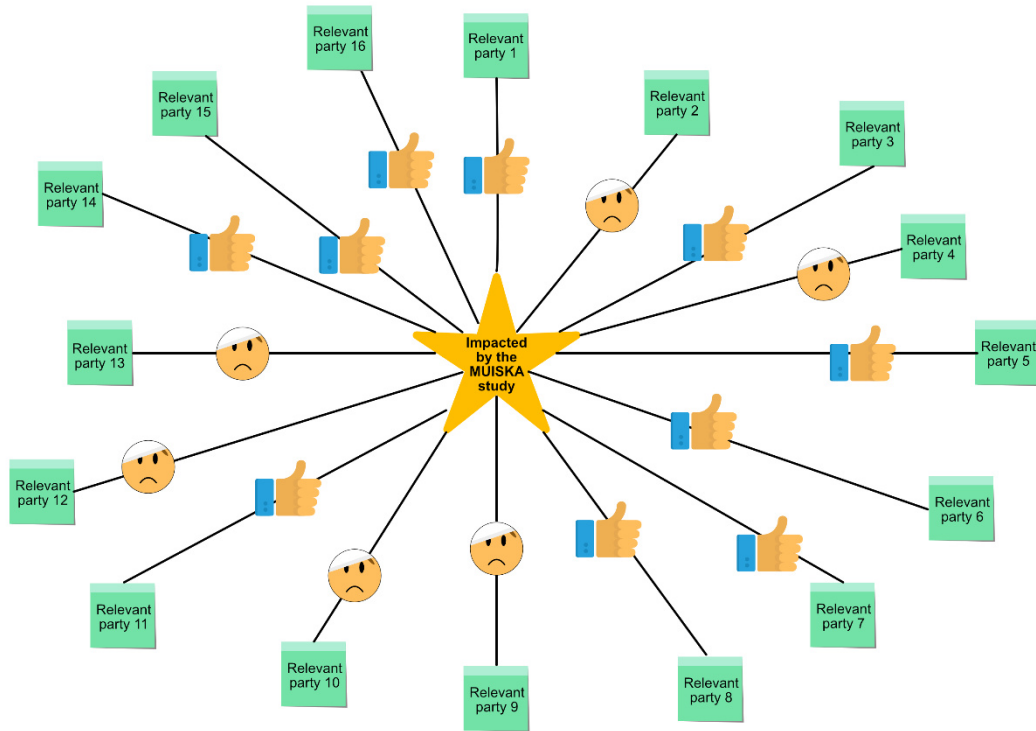 Relevant
party 16
Relevant
party 1
Relevant
party 2
Relevant
party 15
Relevant
party 3
Relevant
party 14
Relevant
party 4
Relevant
party 13
Impacted
by the
MUISKA
study
Relevant
party 5
Relevant
party 12
Relevant
party 6
Relevant
party 11
Relevant
party 7
Relevant
party 10
Relevant
party 9
Relevant
party 8